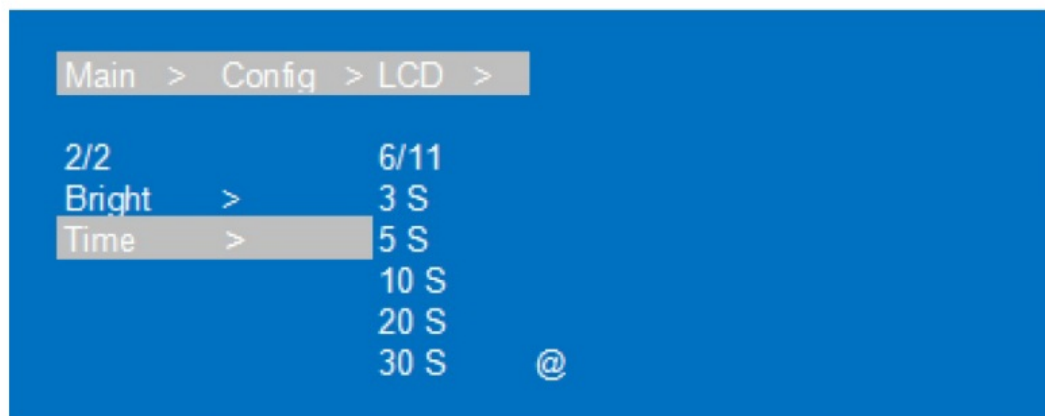 Main > Config > LCD >
2/2 6/11
Bright > 3 S
Time > 5 S
10 S
20 S
30 S @